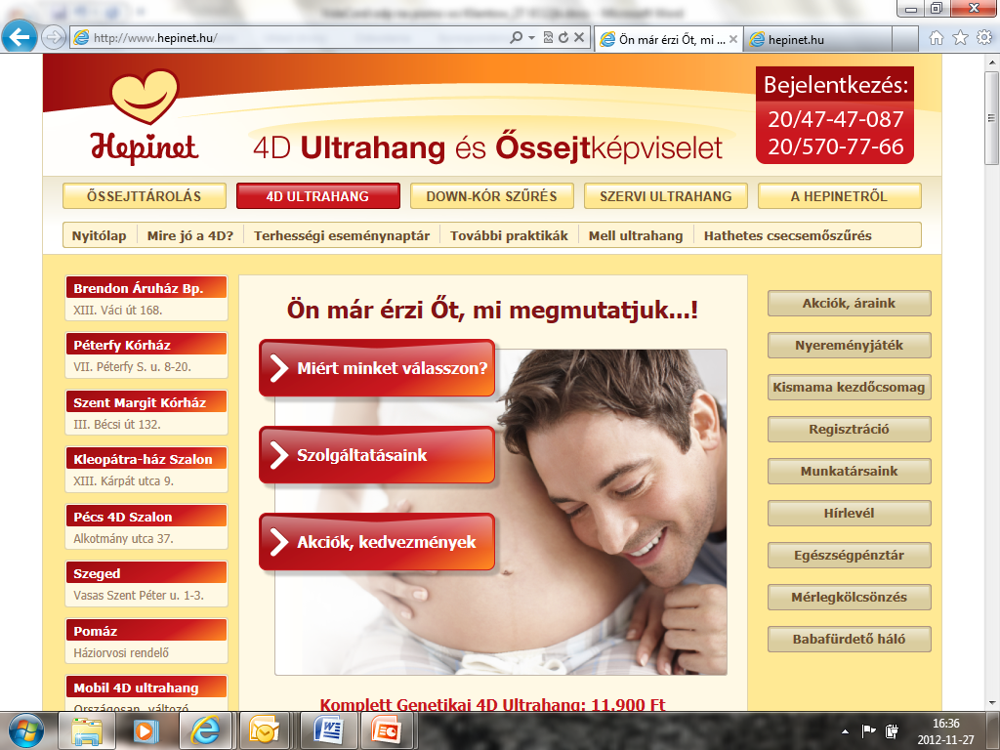 http://www.hepinet.hu/
Ön már érzi Őt, mi ...
hepinet.hu
Hepinet
4D Ultrahang és Őssejtképviselet
Bejelentkezés:
20/47-47-087
20/570-77-66
ŐSSEJTTÁROLÁS
4D ULTRAHANG
DOWN-KÓR SZŰRÉS
SZERVI ULTRAHANG
A HEPINETRŐL
Nyitólap
Mire jó a 4D?
Terhességi eseménynaptár
További praktikák
Mell ultrahang
Hathetes csecsemőszűrés
Brendon Áruház Bp.
XIII. Váci út 168.
Péterfy Kórház
VII. Péterfy S. u. 8-20.
Szent Margit Kórház
III. Bécsi út 132.
Kleopátra-ház Szalon
XIII. Kárpát utca 9.
Pécs 4D Szalon
Alkotmány utca 37.
Szeged
Vasas Szent Péter u. 1-3.
Pomáz
Háziorvosi rendelő
Mobil 4D ultrahang
Országosan, változó
Ön már érzi Őt, mi megmutatjuk...!
Miért minket válasszon?
Szolgáltatásaink
Akciók, kedvezmények
Komplett Genetikai 4D Ultrahang: 11.900 Ft
Akciók, áraink
Nyereményjáték
Kismama kezdőcsomag
Regisztráció
Munkatársaink
Hírlevél
Egészségpénztár
Mérlegkölcsönzés
Babafürdető háló
16:36
2012-11-27